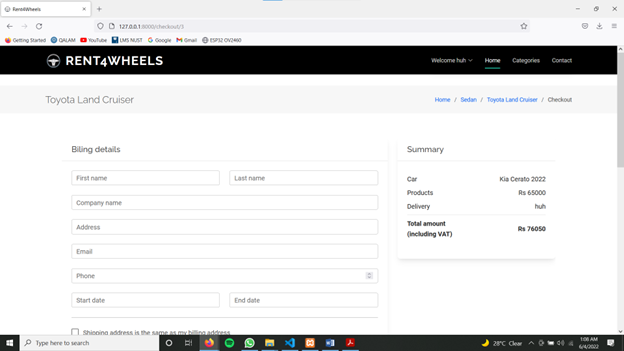 Rent4Wheels
127.0.0.1:8000/checkout/3
Getting Started QALAM YouTube LMS NUST Google Gmail ESP32 OV2460
RENT4WHEELS
Welcome huh Home Categories Contact
Toyota Land Cruiser
Home / Sedan / Toyota Land Cruiser / Checkout
Biling details
First name Last name
Company name
Address
Email
Phone
Start date End date
Shipping address is the same as my billing address
Summary
Car Kia Cerato 2022
Products Rs 65000
Delivery huh
Total amount
(including VAT) Rs 76050
Type here to search
28°C Clear
1:08 AM
6/4/2022